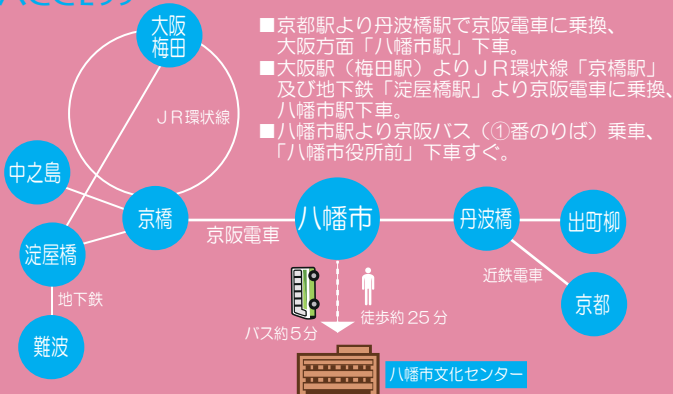 ■京都駅より丹波橋駅で京阪電車に乗換、
大阪方面「八幡市駅」下車。
■大阪駅（梅田駅）よりＪＲ環状線「京橋駅」
及び地下鉄「淀屋橋駅」より京阪電車に乗換、
八幡市駅下車。
■八幡市駅より京阪バス（①番のりば）乗車、
「八幡市役所前」下車すぐ。
大阪
梅田
ＪＲ環状線
中之島
京橋
京阪電車
八幡市
丹波橋
出町柳
淀屋橋
近鉄電車
地下鉄
京都
難波
バス約5分
徒歩約25分
八幡市文化センター